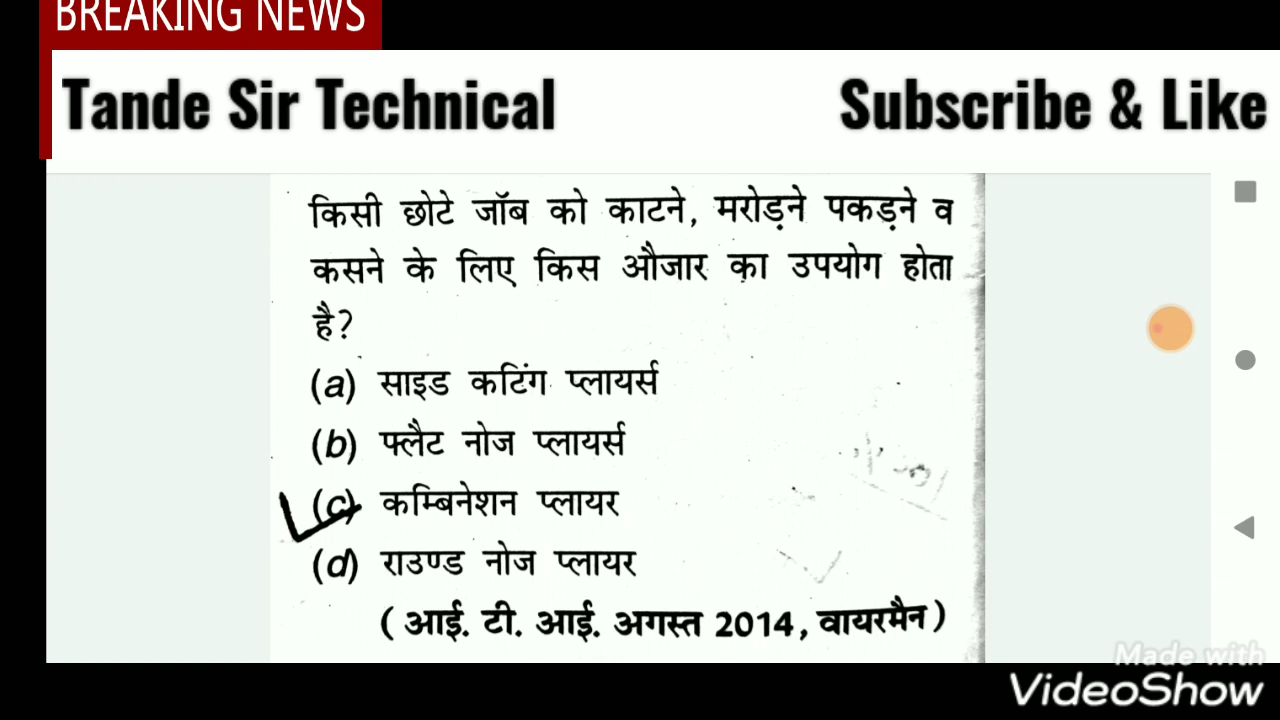 BREAKING NEWS
Tande Sir Technical Subscribe & Like
किसी छोटे जॉब को काटने, मरोड़ने पकड़ने व
कसने के लिए किस औजार का उपयोग होता
है?
(a) साइड कटिंग प्लायर्स
(b) फ्लैट नोज प्लायर्स
(c) कम्बिनेशन प्लायर
(d) राउण्ड नोज प्लायर
( आई. टी. आई. अगस्त 2014, वायरमैन )
Made with
VideoShow